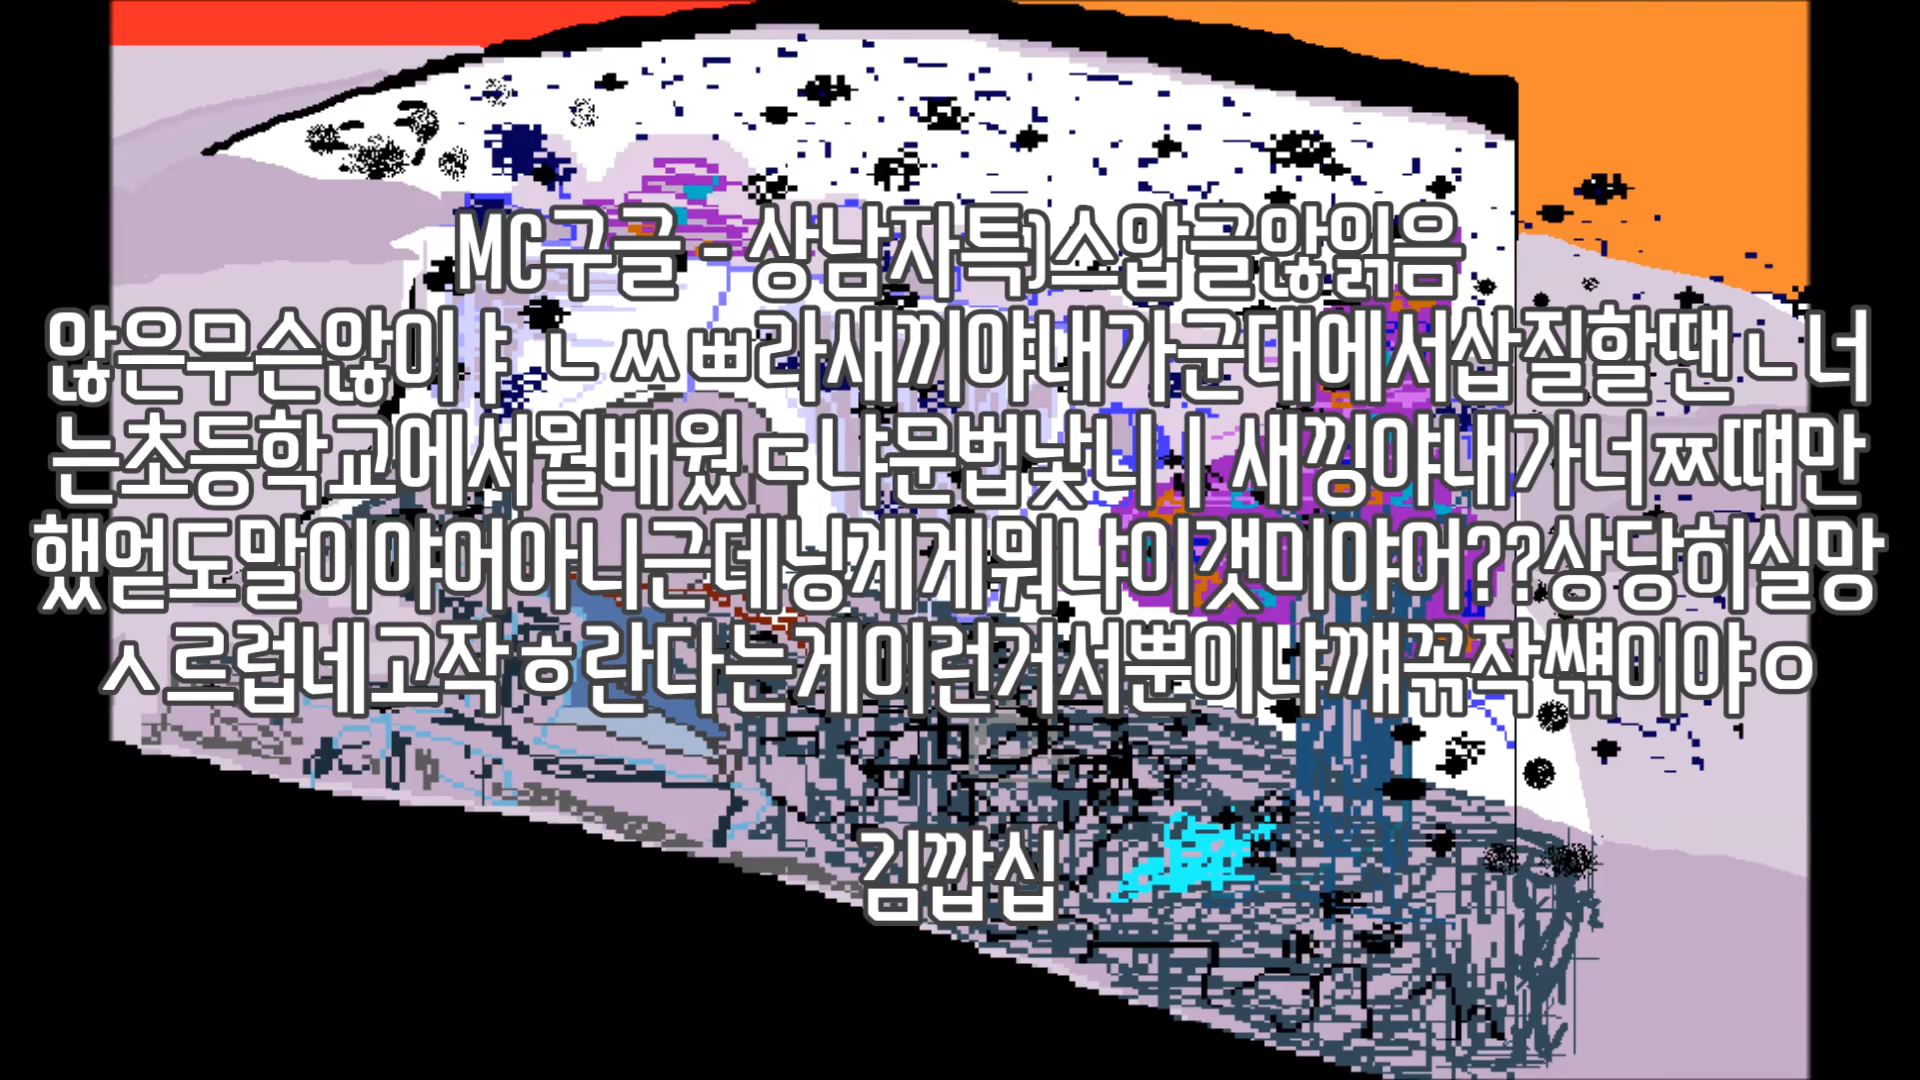 MC구글 - 상남자특)스압글않읽음
않은무슨않이ㅑㄴㅆㅃ라새끼야내가군대에서삽질할땐ㄴ너
는초등학교에서뭘배웠ㄷ냐문법낯니ㅣ새낑야내가너ㅉ떄만
했얻도말이야어아니근데닝게게뭐냐이갯미야어??상당히실망
ㅅ르럽네고작ㅎ란다는게이런거서뿐이냐꺠꺾작썎이야ㅇ
김깝십